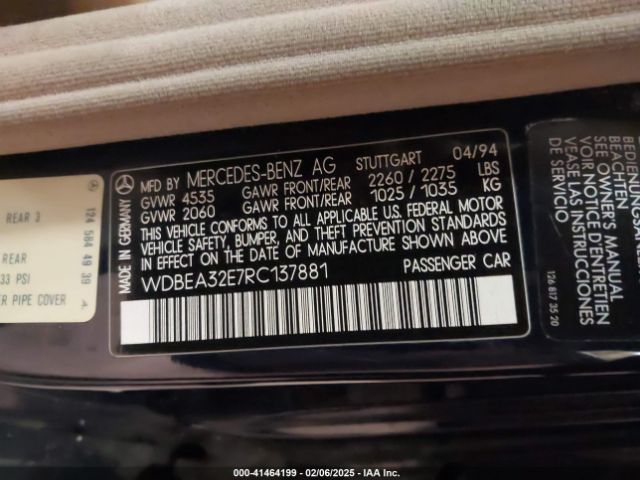 REAR 3
REAR
33 PSI
PIPE COVER
124 584 49 39 A
MADE IN GERMANY
MFD BY MERCEDES-BENZ AG STUTTGART 04/94
GVWR 4535 GAWR FRONT/REAR 2260 / 2275 LBS
GVWR 2060 GAWR FRONT/REAR 1025 / 1035 KG
THIS VEHICLE CONFORMS TO ALL APPLICABLE U.S. FEDERAL MOTOR
VEHICLE SAFETY, BUMPER, AND THEFT PREVENTION STANDARDS
IN EFFECT ON THE DATE OF MANUFACTURE SHOWN ABOVE.
WDBEA32E7RC137881 PASSENGER CAR
BEACHTEN
SEE OWNER'S MANUAL
VOIR NOTICE D'ENTRETIEN
VEASE LAS INSTRUCCIONES
DE SERVICIO
126 817 35 20
000-41464199 - 02/06/2025 - IAA Inc.